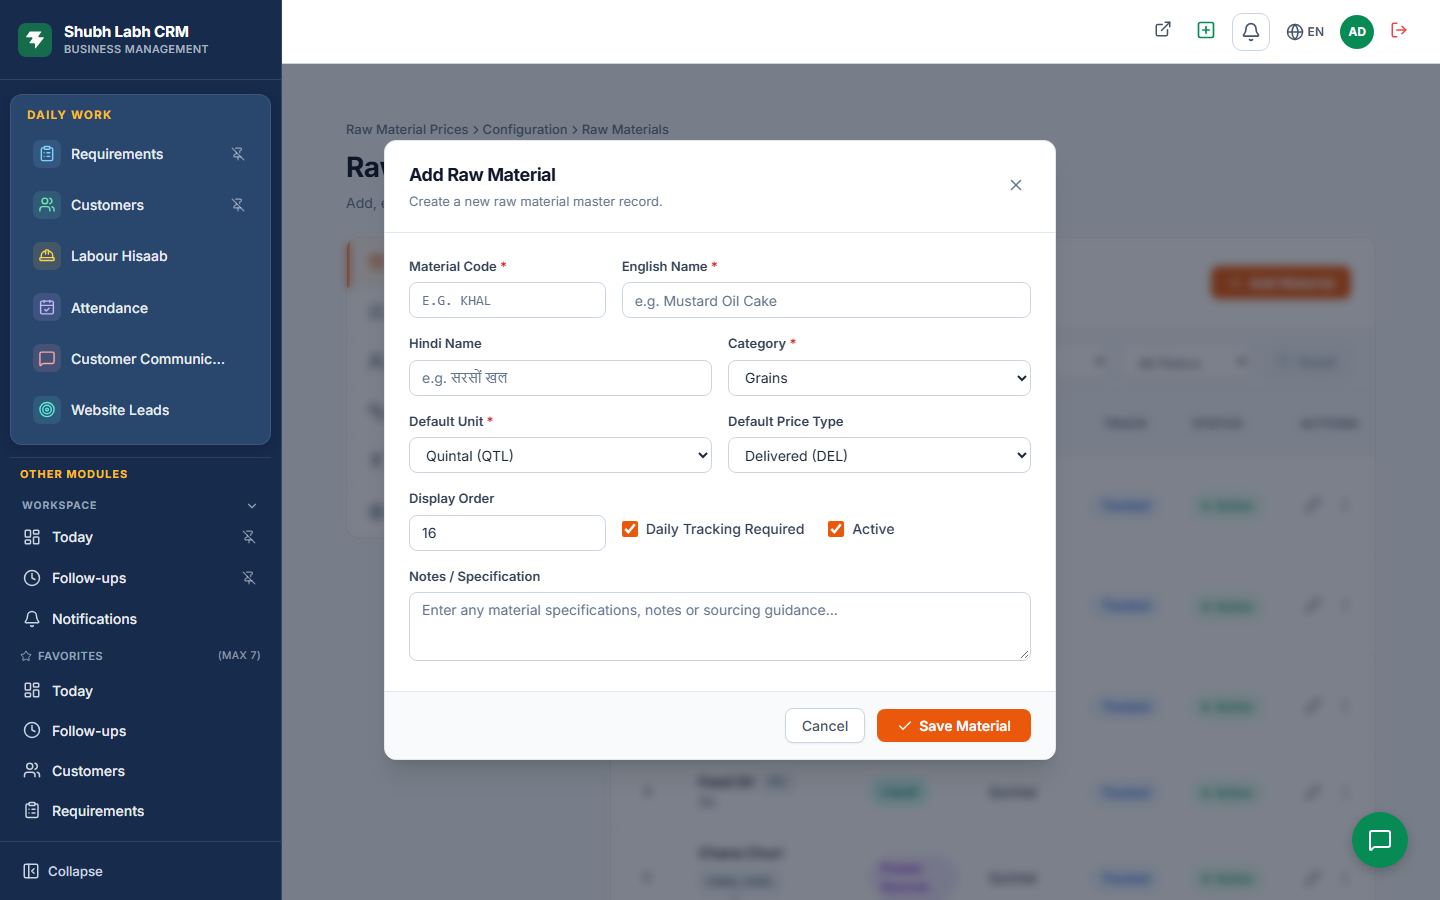 Shubh Labh CRM
BUSINESS MANAGEMENT
EN
AD
DAILY WORK
Requirements
Customers
Labour Hisaab
Attendance
Customer Communic...
Website Leads
OTHER MODULES
WORKSPACE
Today
Follow-ups
Notifications
FAVORITES (MAX 7)
Today
Follow-ups
Customers
Requirements
Collapse
Raw Material Prices > Configuration > Raw Materials
Add Raw Material
Create a new raw material master record.
Material Code * English Name *
E.G. KHAL e.g. Mustard Oil Cake
Hindi Name Category *
e.g. सरसों खल Grains
Default Unit * Default Price Type
Quintal (QTL) Delivered (DEL)
Display Order
16 Daily Tracking Required Active
Notes / Specification
Enter any material specifications, notes or sourcing guidance...
Cancel Save Material